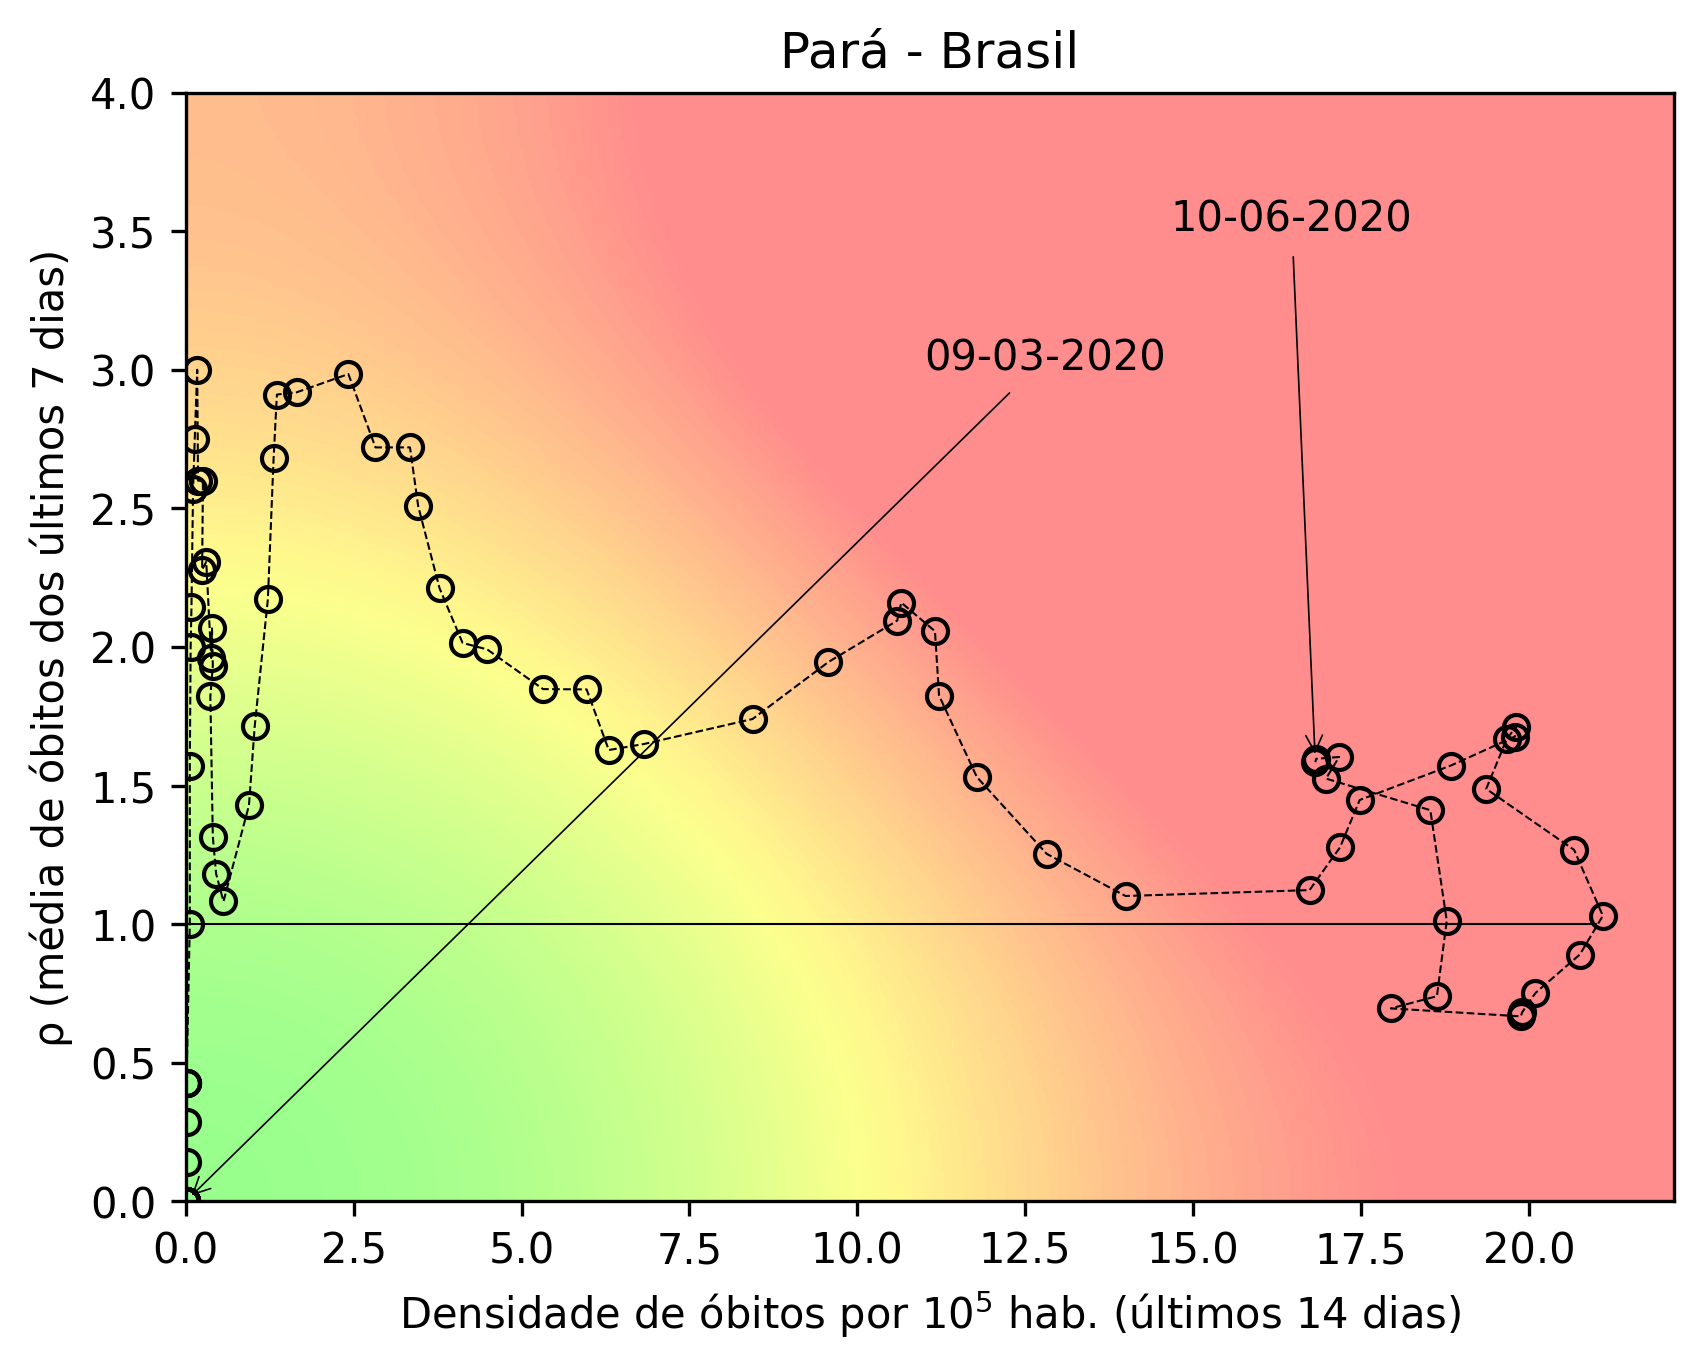 Pará - Brasil
4.0
3.5
3.0
2.5
2.0
1.5
1.0
0.5
0.0
ρ (média de óbitos dos últimos 7 dias)
10-06-2020
09-03-2020
0.0 2.5 5.0 7.5 10.0 12.5 15.0 17.5 20.0
Densidade de óbitos por 10⁵ hab. (últimos 14 dias)